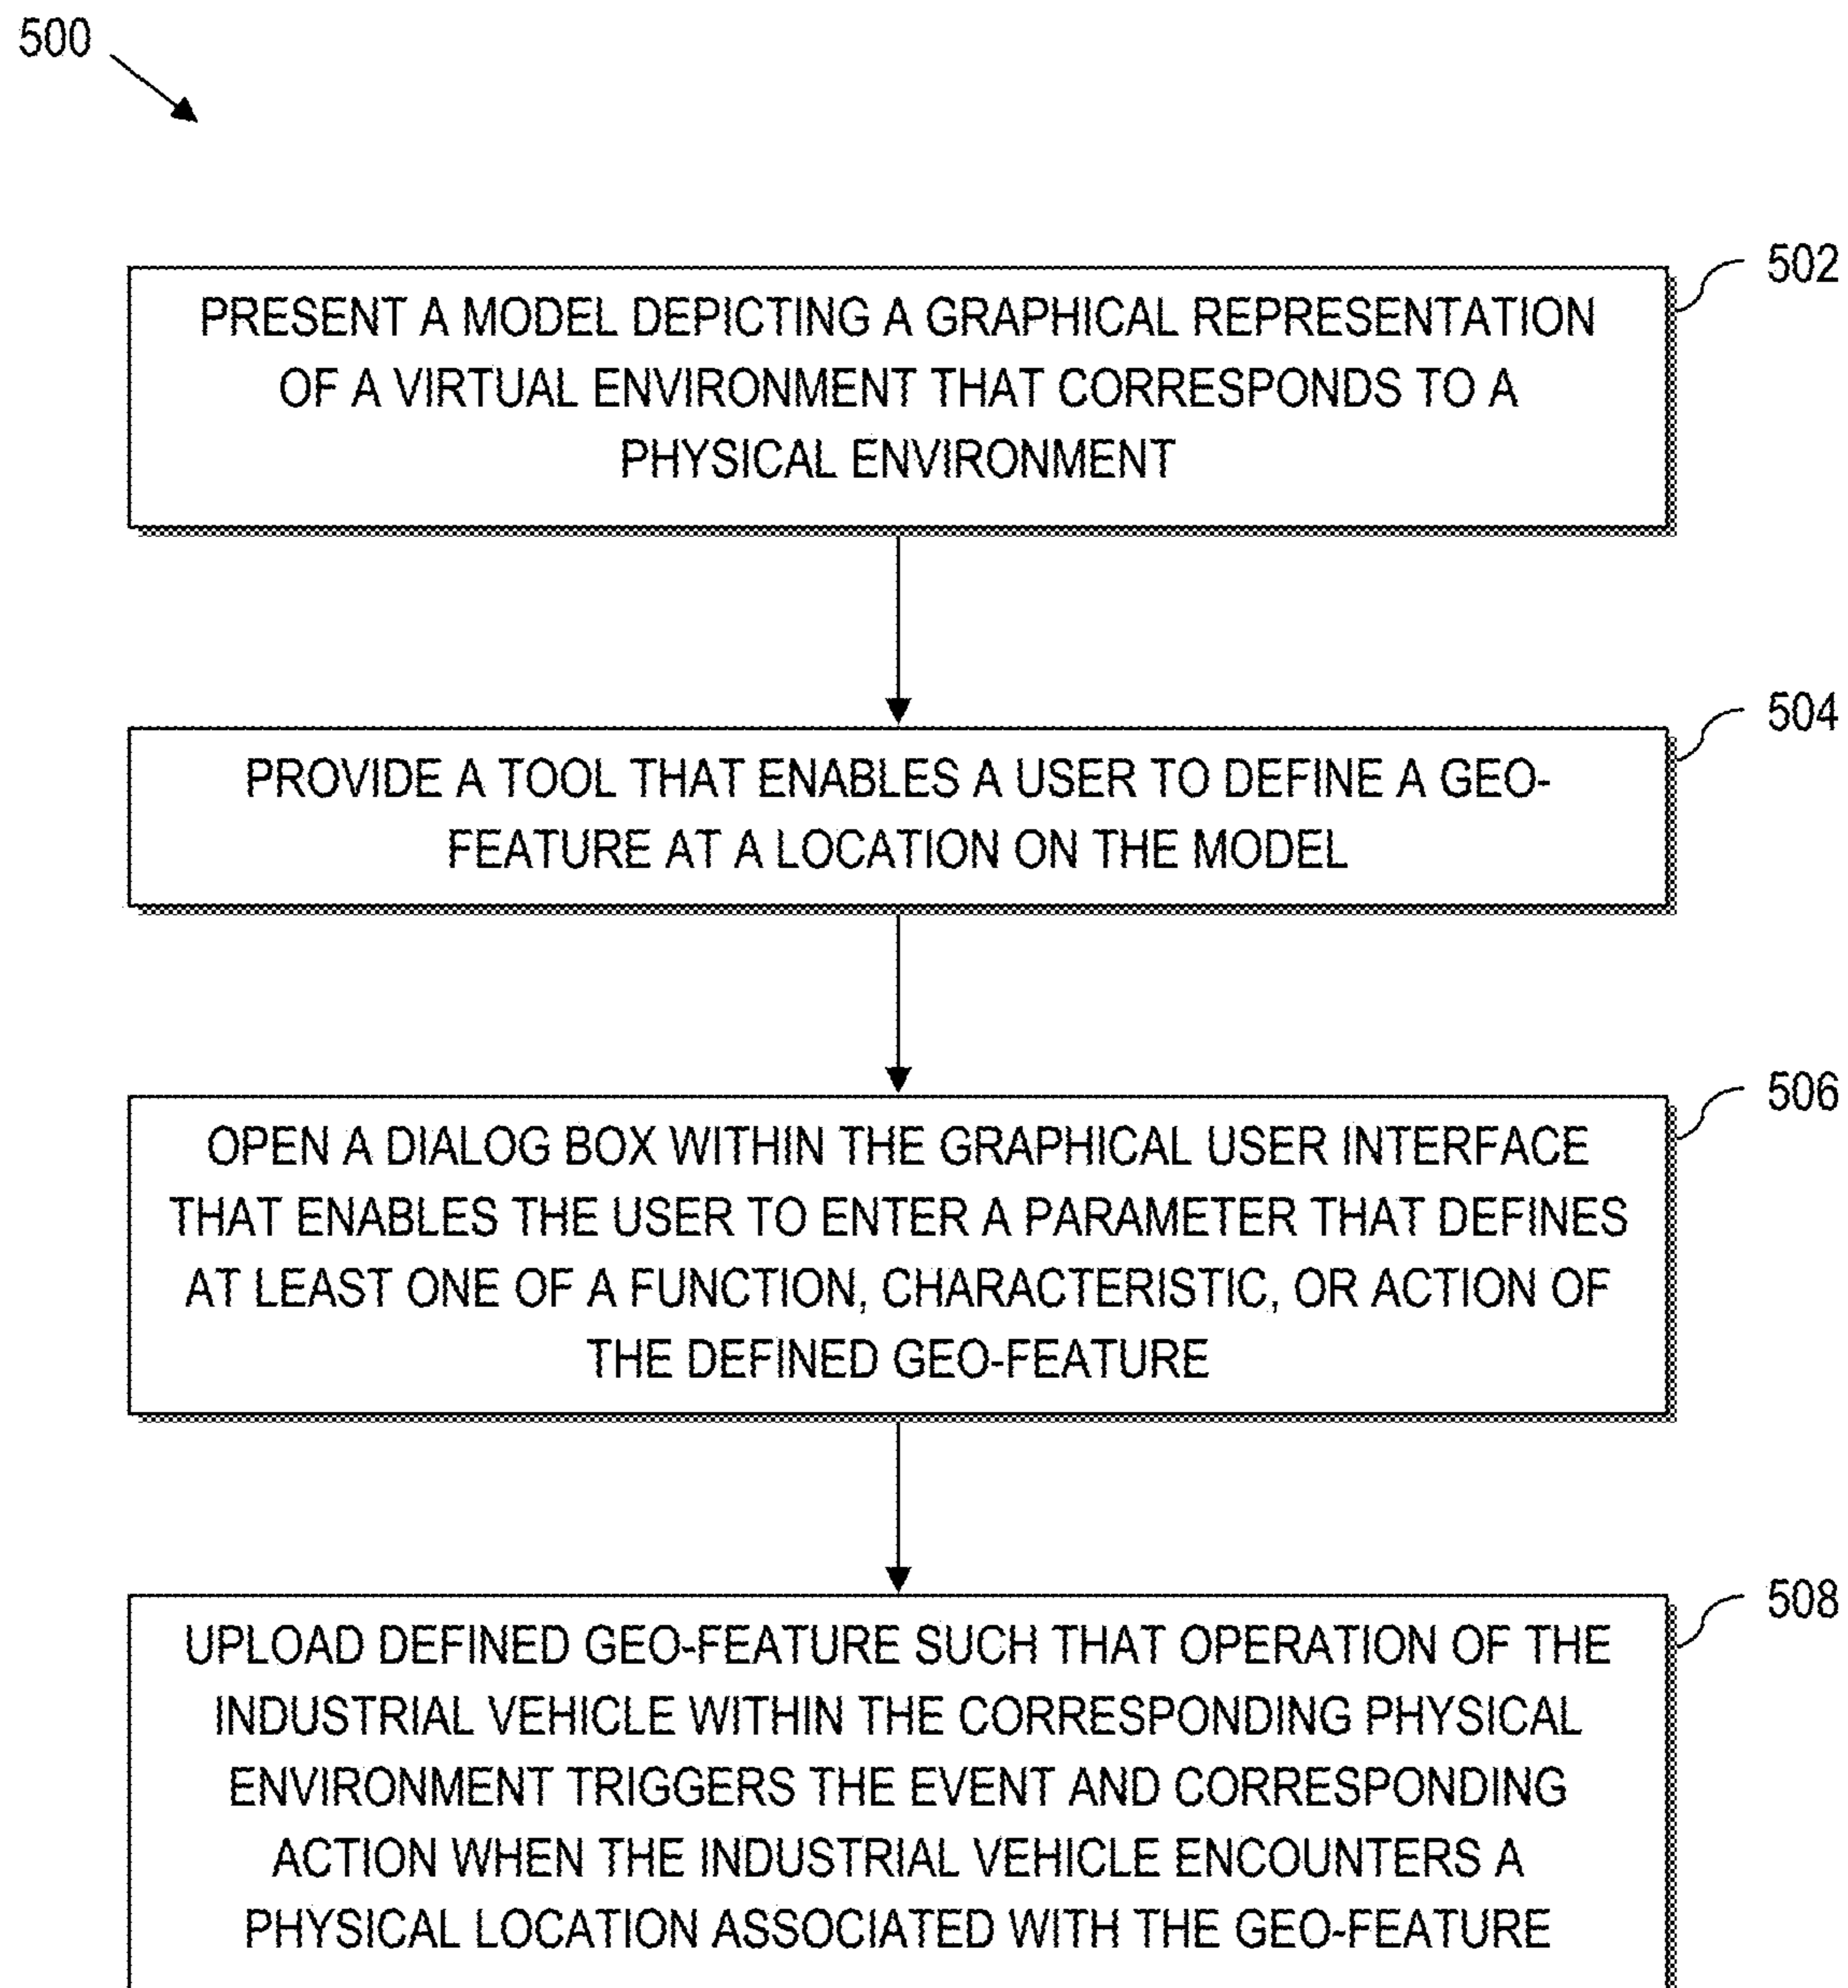 500
502
PRESENT A MODEL DEPICTING A GRAPHICAL REPRESENTATION
OF A VIRTUAL ENVIRONMENT THAT CORRESPONDS TO A
PHYSICAL ENVIRONMENT
504
PROVIDE A TOOL THAT ENABLES A USER TO DEFINE A GEO-
FEATURE AT A LOCATION ON THE MODEL
506
OPEN A DIALOG BOX WITHIN THE GRAPHICAL USER INTERFACE
THAT ENABLES THE USER TO ENTER A PARAMETER THAT DEFINES
AT LEAST ONE OF A FUNCTION, CHARACTERISTIC, OR ACTION OF
THE DEFINED GEO-FEATURE
508
UPLOAD DEFINED GEO-FEATURE SUCH THAT OPERATION OF THE
INDUSTRIAL VEHICLE WITHIN THE CORRESPONDING PHYSICAL
ENVIRONMENT TRIGGERS THE EVENT AND CORRESPONDING
ACTION WHEN THE INDUSTRIAL VEHICLE ENCOUNTERS A
PHYSICAL LOCATION ASSOCIATED WITH THE GEO-FEATURE